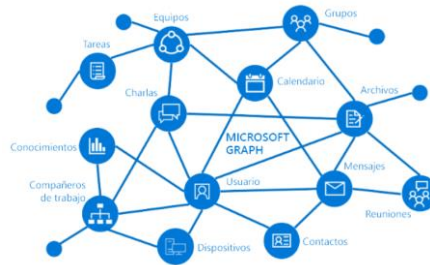 Equipos
Grupos
Tareas
Calendario
Charlas
Archivos
MICROSOFT
GRAPH
Conocimientos
Mensajes
Compañeros
de trabajo
Usuario
Reuniones
Dispositivos
Contactos